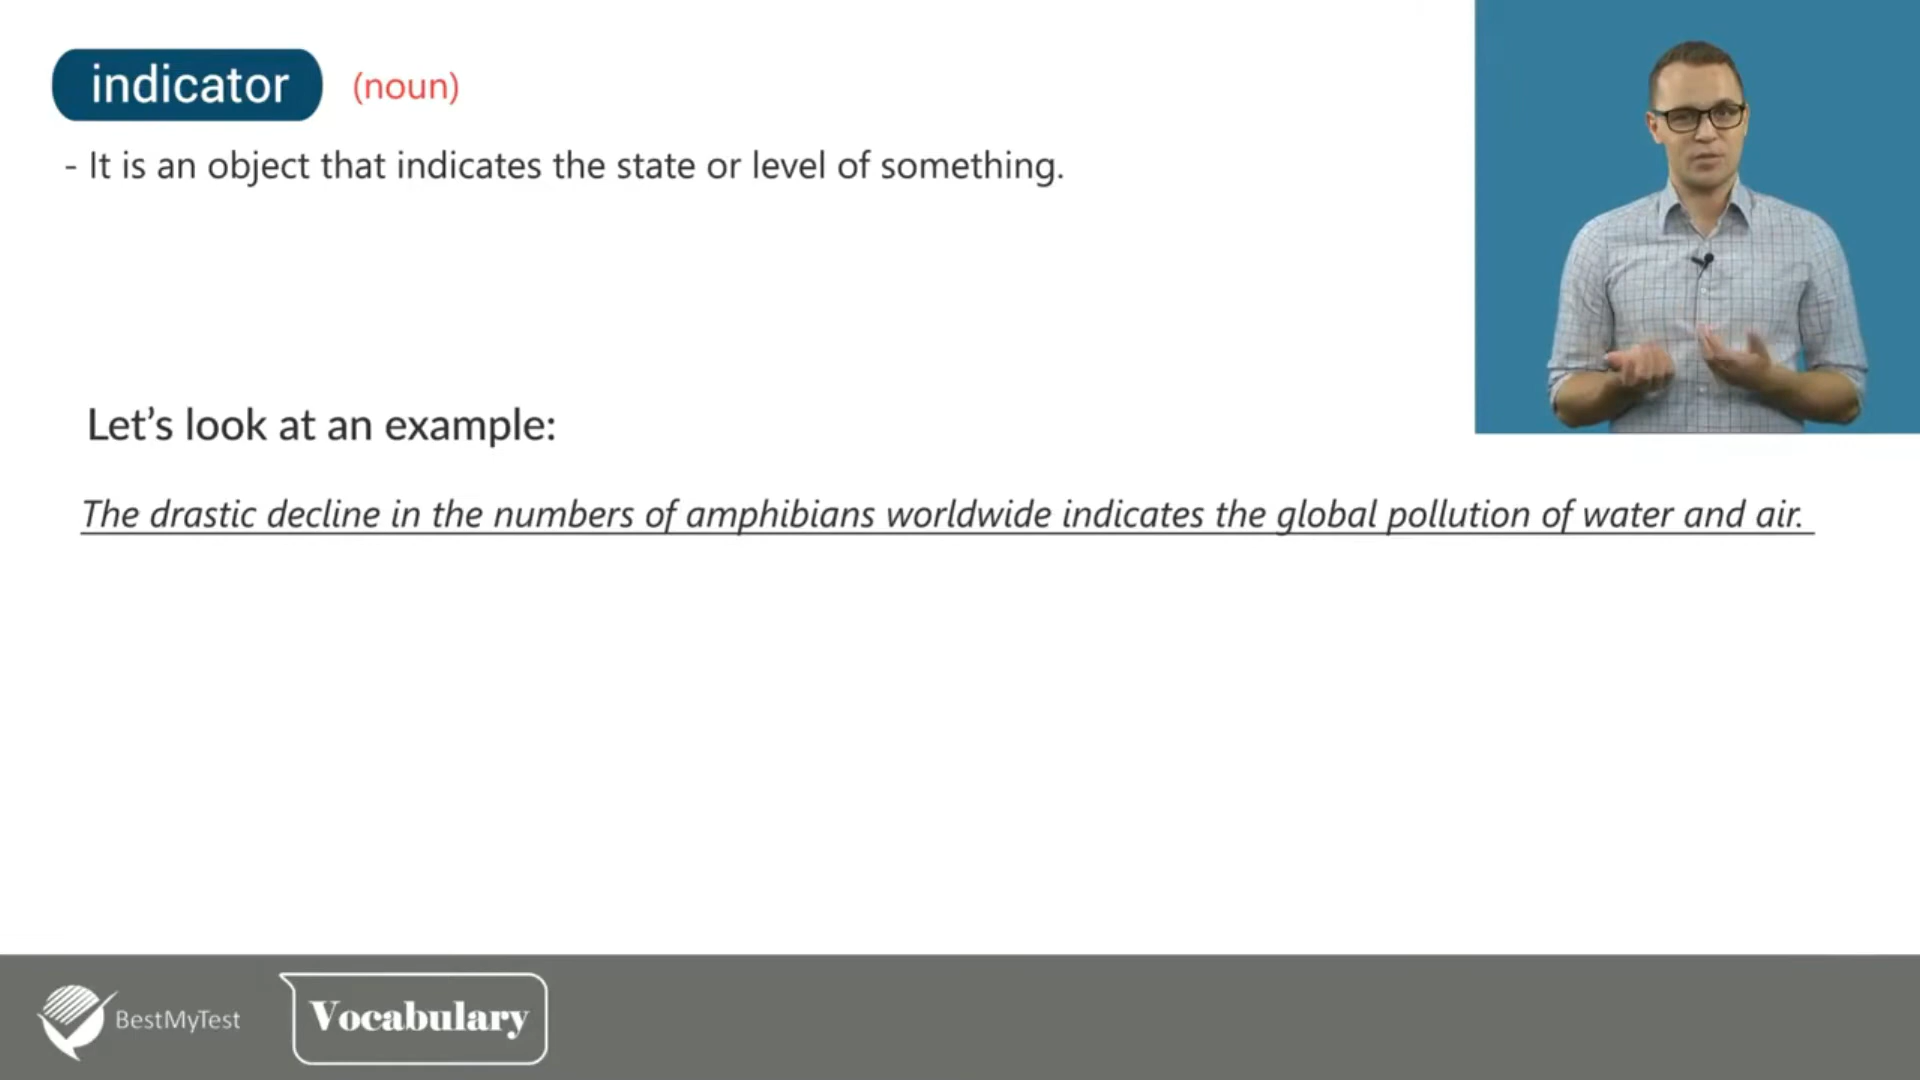 indicator (noun)
- It is an object that indicates the state or level of something.
Let’s look at an example:
The drastic decline in the numbers of amphibians worldwide indicates the global pollution of water and air.
BestMyTest
Vocabulary